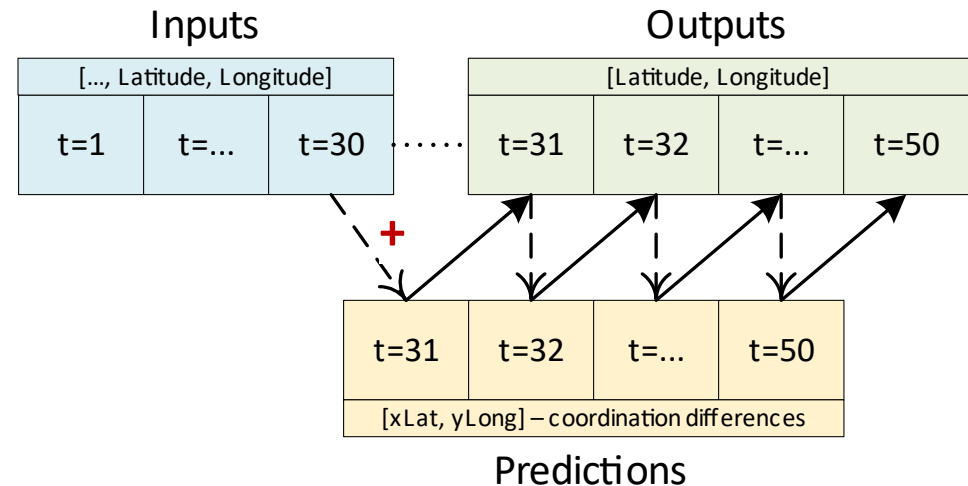 Inputs
Outputs
[..., Latitude, Longitude]
[Latitude, Longitude]
t=1 t=... t=30 ...... t=31 t=32 t=... t=50
+
t=31 t=32 t=... t=50
[xLat, yLong] – coordination differences
Predictions